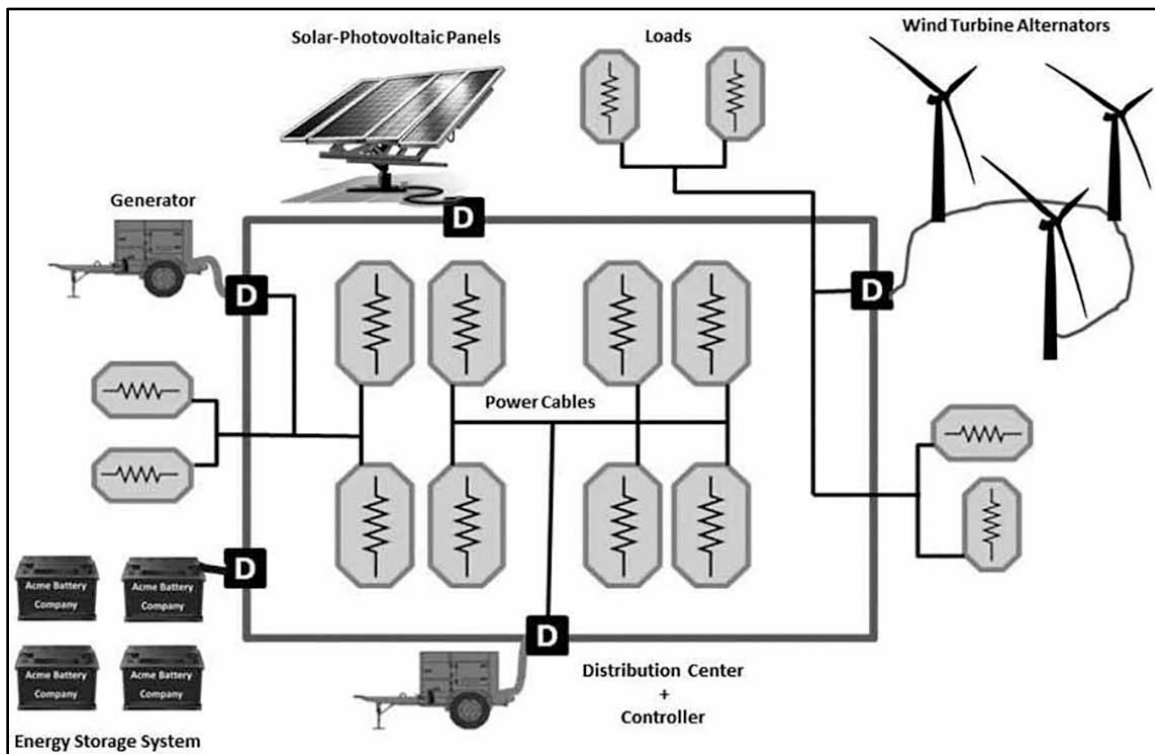 Solar-Photovoltaic Panels
Loads
Wind Turbine Alternators
Generator
D
D
D
Power Cables
D
Acme Battery
Company
Acme Battery
Company
D
Acme Battery
Company
Acme Battery
Company
Distribution Center
+
Controller
Energy Storage System